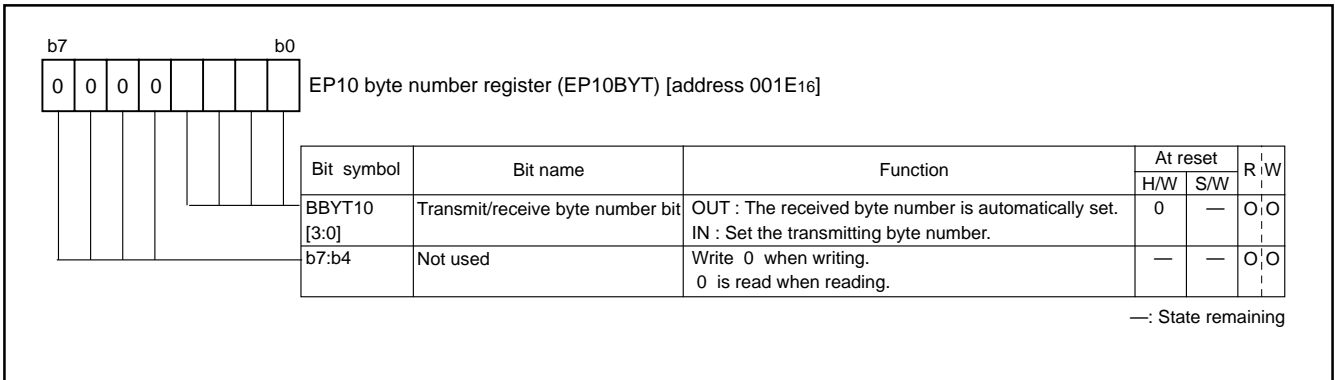 b7 b0
0 0 0 0 EP10 byte number register (EP10BYT) [address 001E16]
Bit symbol Bit name Function At reset R W
H/W S/W
BBYT10 Transmit/receive byte number bit OUT : The received byte number is automatically set. 0 — O O
[3:0] IN : Set the transmitting byte number.
b7:b4 Not used Write 0 when writing. — — O O
0 is read when reading.
—: State remaining